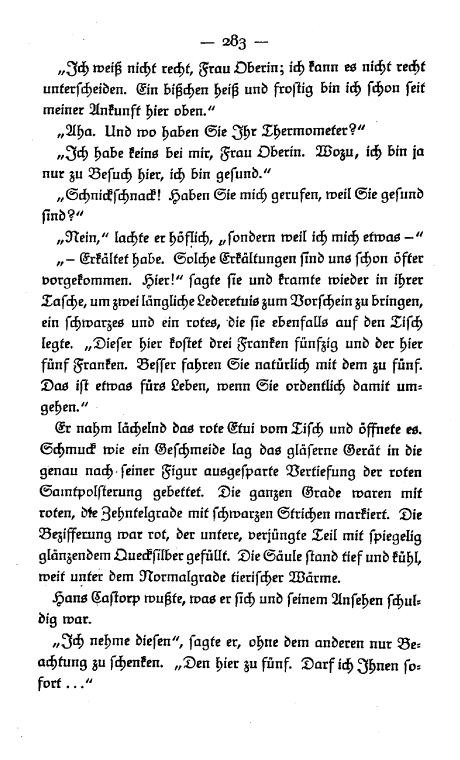 — 283 —
„Ich weiß nicht recht, Frau Oberin; ich kann es nicht recht
unterscheiden. Ein bißchen heiß und frostig bin ich schon seit
meiner Ankunft hier oben.“
„Aha. Und wo haben Sie Ihr Thermometer?“
„Ich habe keins bei mir, Frau Oberin. Wozu, ich bin ja
nur zu Besuch hier, ich bin gesund.“
„Schnickschnack! Haben Sie mich gerufen, weil Sie gesund
sind?“
„Nein,“ lachte er höflich, „sondern weil ich mich etwas –“
„– Erkältet habe. Solche Erkältungen sind uns schon öfter
vorgekommen. Hier!“ sagte sie und kramte wieder in ihrer
Tasche, um zwei längliche Lederetuis zum Vorschein zu bringen,
ein schwarzes und ein rotes, die sie ebenfalls auf den Tisch
legte. „Dieser hier kostet drei Franken fünfzig und der hier
fünf Franken. Besser fahren Sie natürlich mit dem zu fünf.
Das ist etwas fürs Leben, wenn Sie ordentlich damit um=
gehen.“
Er nahm lächelnd das rote Etui vom Tisch und öffnete es.
Schmuck wie ein Geschmeide lag das gläserne Gerät in die
genau nach seiner Figur ausgesparte Vertiefung der roten
Samtpolsterung gebettet. Die ganzen Grade waren mit
roten, die Zehntelgrade mit schwarzen Strichen markiert. Die
Bezifferung war rot, der untere, verjüngte Teil mit spiegelig
glänzendem Quecksilber gefüllt. Die Säule stand tief und kühl,
weit unter dem Normalgrade tierischer Wärme.
Hans Castorp wußte, was er sich und seinem Ansehen schul=
dig war.
„Ich nehme diesen“, sagte er, ohne dem anderen nur Be=
achtung zu schenken. „Den hier zu fünf. Darf ich Ihnen so=
fort ...“